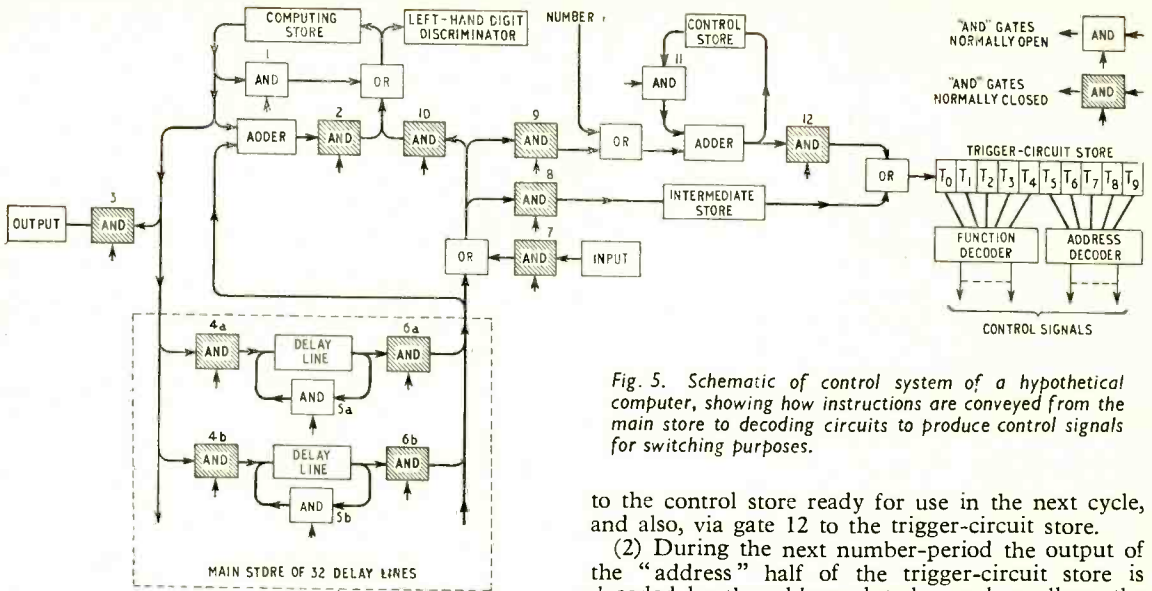 COMPUTING
STORE
LEFT-HAND DIGIT
DISCRIMINATOR
NUMBER
CONTROL
STORE
"AND" GATES
NORMALLY OPEN
AND
"AND" GATES
NORMALLY CLOSED
AND
1
AND
OR
11
AND
2
10
9
12
ADDER
AND
AND
AND
OR
ADDER
AND
TRIGGER-CIRCUIT STORE
OR
T0 T1 T2 T3 T4 T5 T6 T7 T8 T9
3
8
OUTPUT
AND
AND
INTERMEDIATE
STORE
7
OR
AND
INPUT
FUNCTION
DECODER
ADDRESS
DECODER
CONTROL SIGNALS
4a
6a
AND
DELAY
LINE
AND
AND
5a
4b
6b
AND
DELAY
LINE
AND
AND
5b
MAIN STORE OF 32 DELAY LINES
Fig. 5. Schematic of control system of a hypothetical
computer, showing how instructions are conveyed from the
main store to decoding circuits to produce control signals
for switching purposes.
to the control store ready for use in the next cycle,
and also, via gate 12 to the trigger-circuit store.
(2) During the next number-period the output of
the "address" half of the trigger-circuit store is